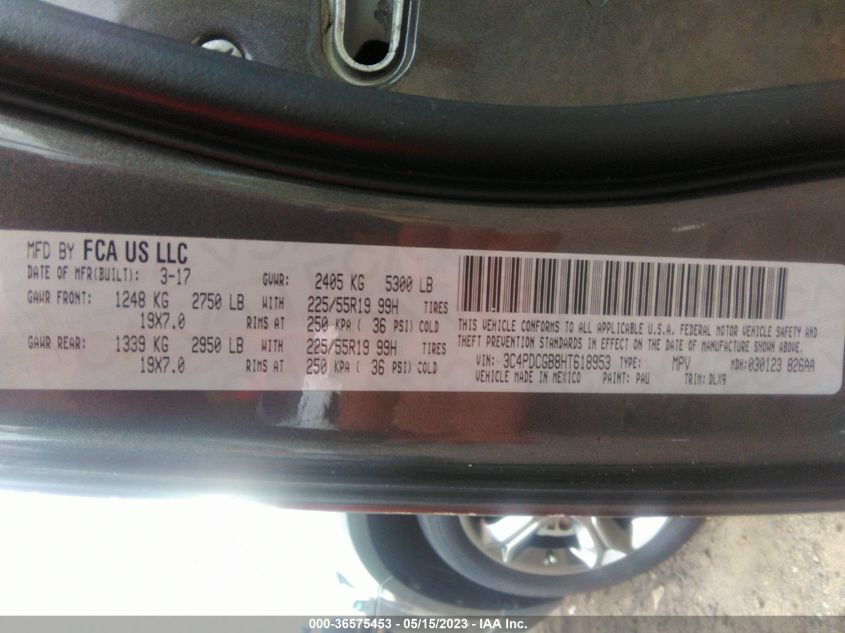 MFD BY FCA US LLC
DATE OF MFR(BUILT): 3-17 GVWR: 2405 KG 5300 LB
GAWR FRONT: 1248 KG 2750 LB WITH 225/55R19 99H TIRES
19X7.0 RIMS AT 250 KPA ( 36 PSI) COLD
GAWR REAR: 1339 KG 2950 LB WITH 225/55R19 99H TIRES
19X7.0 RIMS AT 250 KPA ( 36 PSI) COLD
THIS VEHICLE CONFORMS TO ALL APPLICABLE U.S.A. FEDERAL MOTOR VEHICLE SAFETY AND
THEFT PREVENTION STANDARDS IN EFFECT ON THE DATE OF MANUFACTURE SHOWN ABOVE.
VIN: 3C4PDCGB8HT618953 TYPE: MPV MDH:030123 826AA
VEHICLE MADE IN MEXICO PAINT: PAU TRIM: DLX9
000-36575453 - 05/15/2023 - IAA Inc.